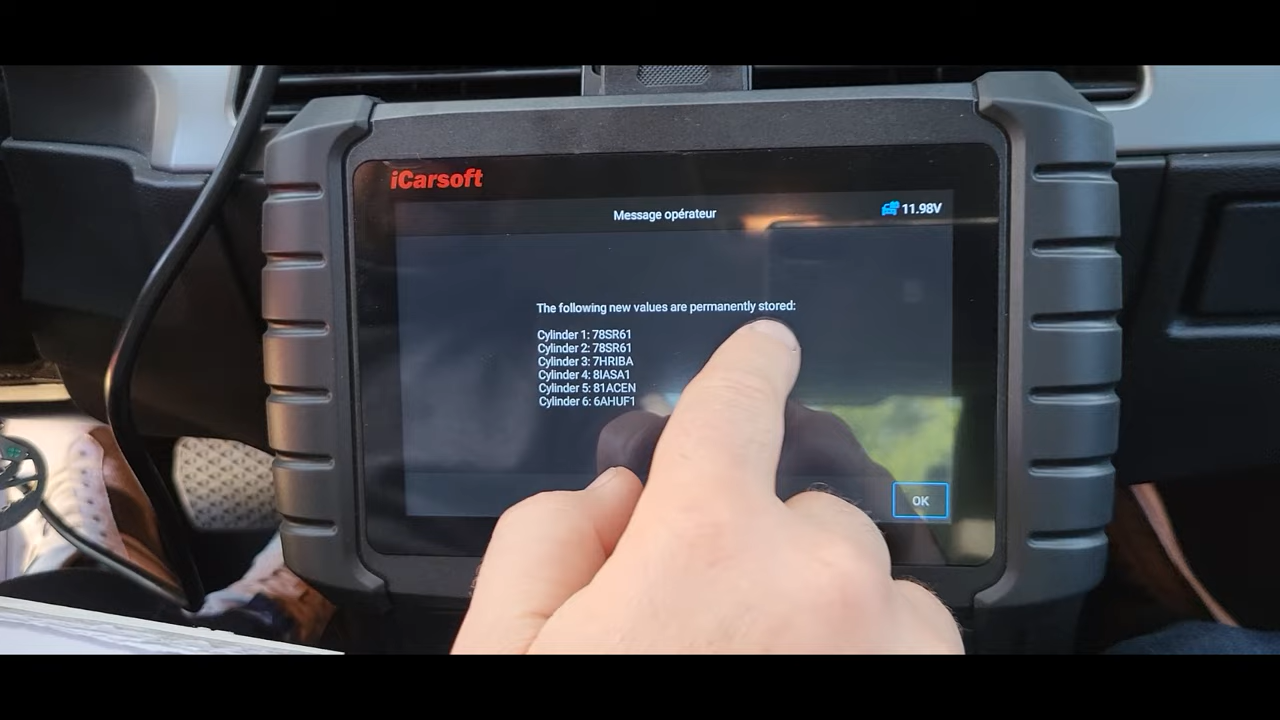 iCarsoft
Message opérateur
11.98V
The following new values are permanently stored:
Cylinder 1: 78SR61
Cylinder 2: 78SR61
Cylinder 3: 7HRIBA
Cylinder 4: 8IASA1
Cylinder 5: 81ACEN
Cylinder 6: 6AHUF1
OK